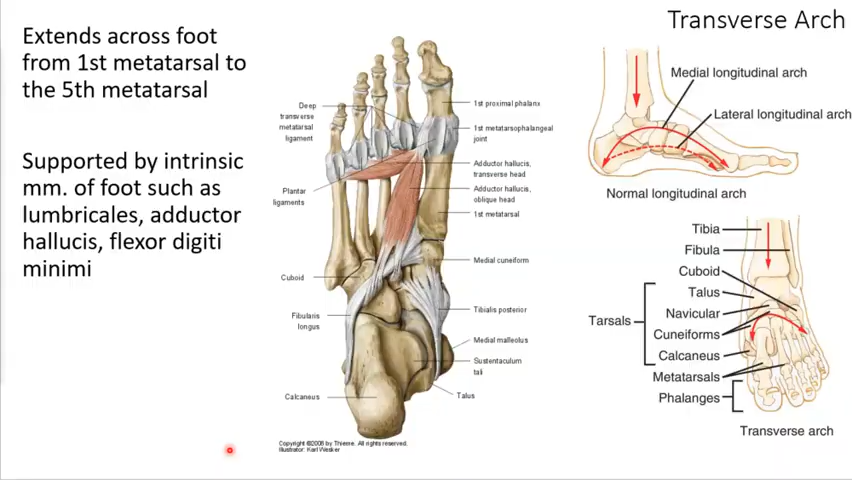 Transverse Arch
Extends across foot
from 1st metatarsal to
the 5th metatarsal
Supported by intrinsic
mm. of foot such as
lumbricales, adductor
hallucis, flexor digiti
minimi
Deep
transverse
metatarsal
ligament
Plantar
ligaments
Cuboid
Fibularis
longus
Calcaneus
1st proximal phalanx
1st metatarsophalangeal
joint
Adductor hallucis,
transverse head
Adductor hallucis,
oblique head
1st metatarsal
Medial cuneiform
Tibialis posterior
Medial malleolus
Sustentaculum
tali
Talus
Copyright ©2008 by Thieme. All rights reserved.
Illustrator: Karl Wesker
Medial longitudinal arch
Lateral longitudinal arch
Normal longitudinal arch
Tibia
Fibula
Cuboid
Talus
Tarsals
Navicular
Cuneiforms
Calcaneus
Metatarsals
Phalanges
Transverse arch